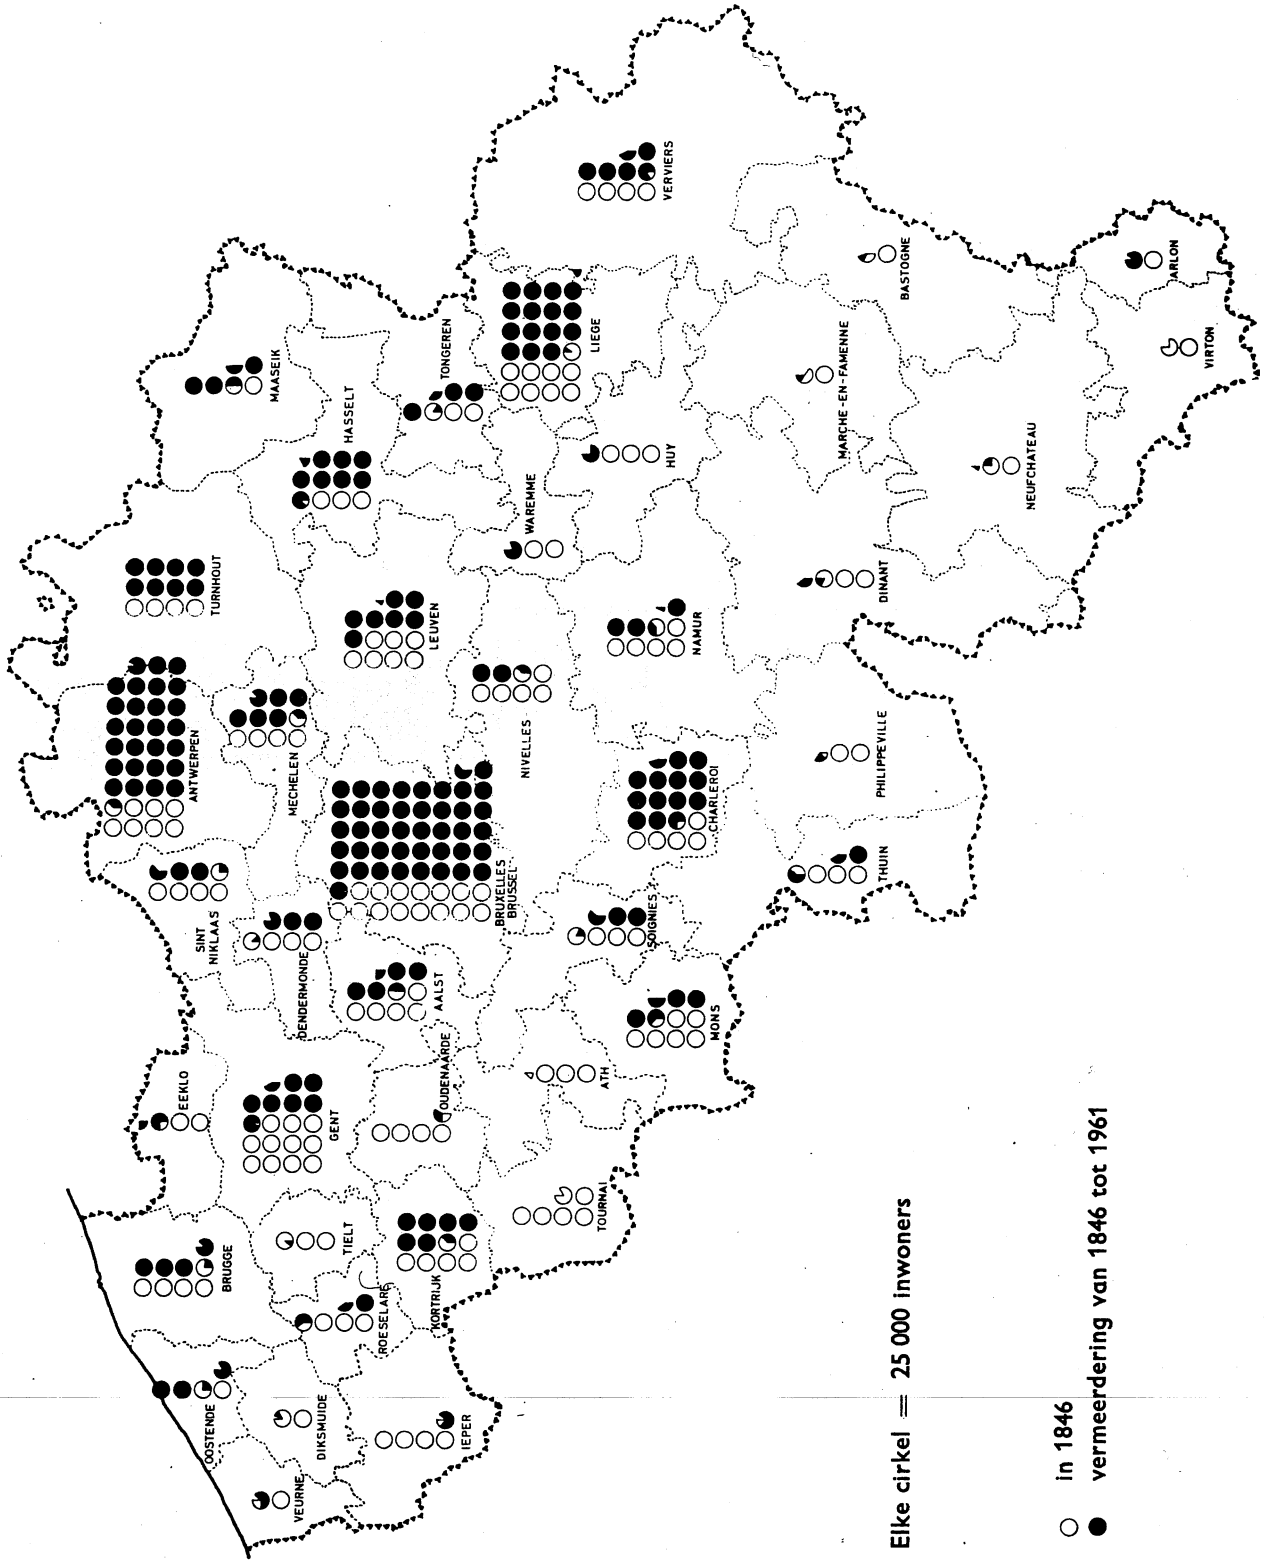 TURNHOUT
ANTWERPEN
MAASEIK
HASSELT
TONGEREN
MECHELEN
LEUVEN
SINT
NIKLAAS
DENDERMONDE
EEKLO
BRUGGE
OOSTENDE
VEURNE
DIKSMUIDE
TIELT
GENT
ROESELARE
IEPER
KORTRIJK
OUDENAARDE
AALST
BRUXELLES
BRUSSEL
NIVELLES
WAREMME
LIEGE
VERVIERS
HUY
NAMUR
CHARLEROI
SOIGNIES
ATH
TOURNAI
MONS
THUIN
PHILIPPEVILLE
DINANT
MARCHE-EN-FAMENNE
BASTOGNE
NEUFCHATEAU
ARLON
VIRTON
Elke cirkel = 25 000 inwoners
in 1846
vermeerdering van 1846 tot 1961